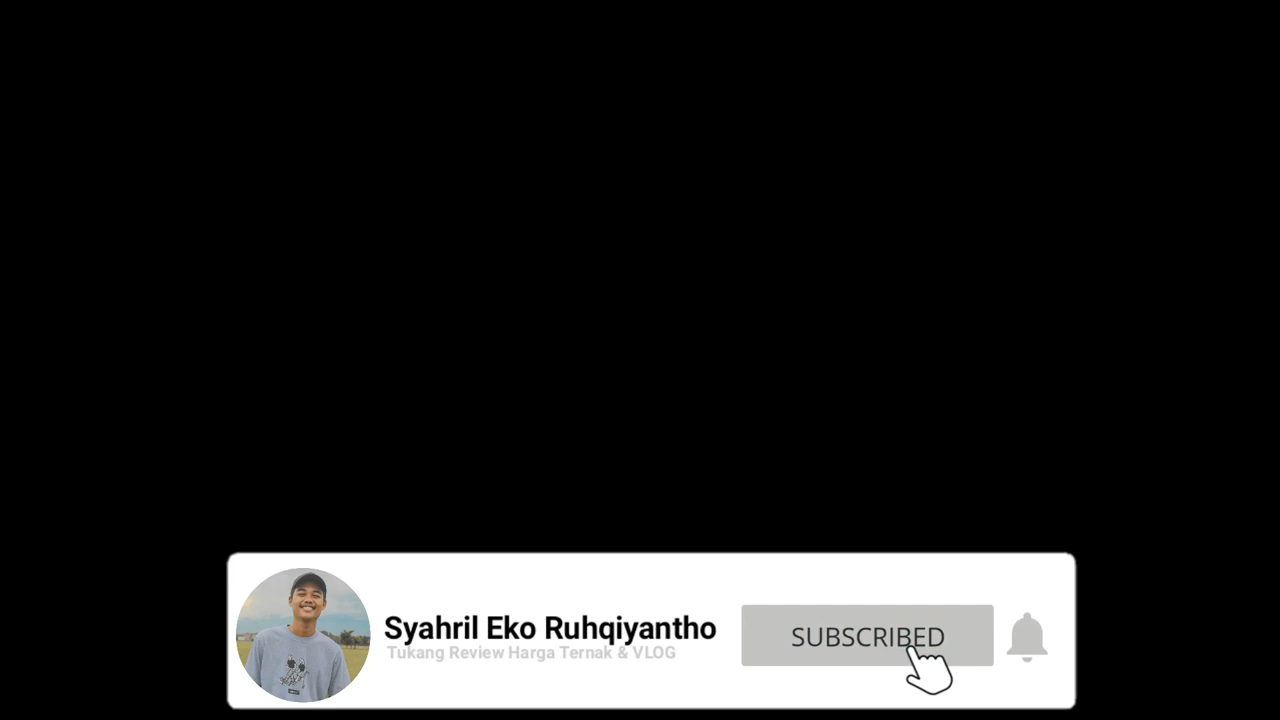 Syahril Eko Ruhqiyantho
Tukang Review Harga Ternak & VLOG
SUBSCRIBED